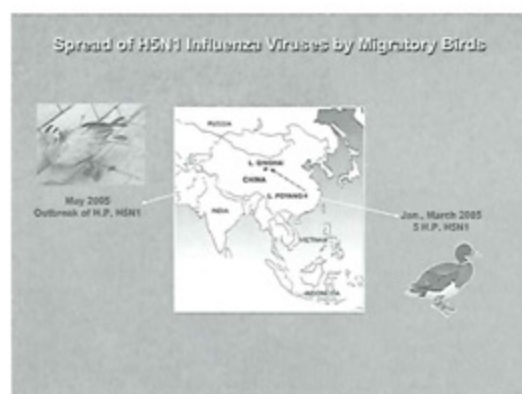 Spread of H5N1 Influenza Viruses by Migratory Birds
RUSSIA
L. QINGHAI
CHINA
L. POYANG
INDIA
VIETNAM
INDONESIA
May 2005
Outbreak of H.P. H5N1
Jan., March 2005
5 H.P. H5N1